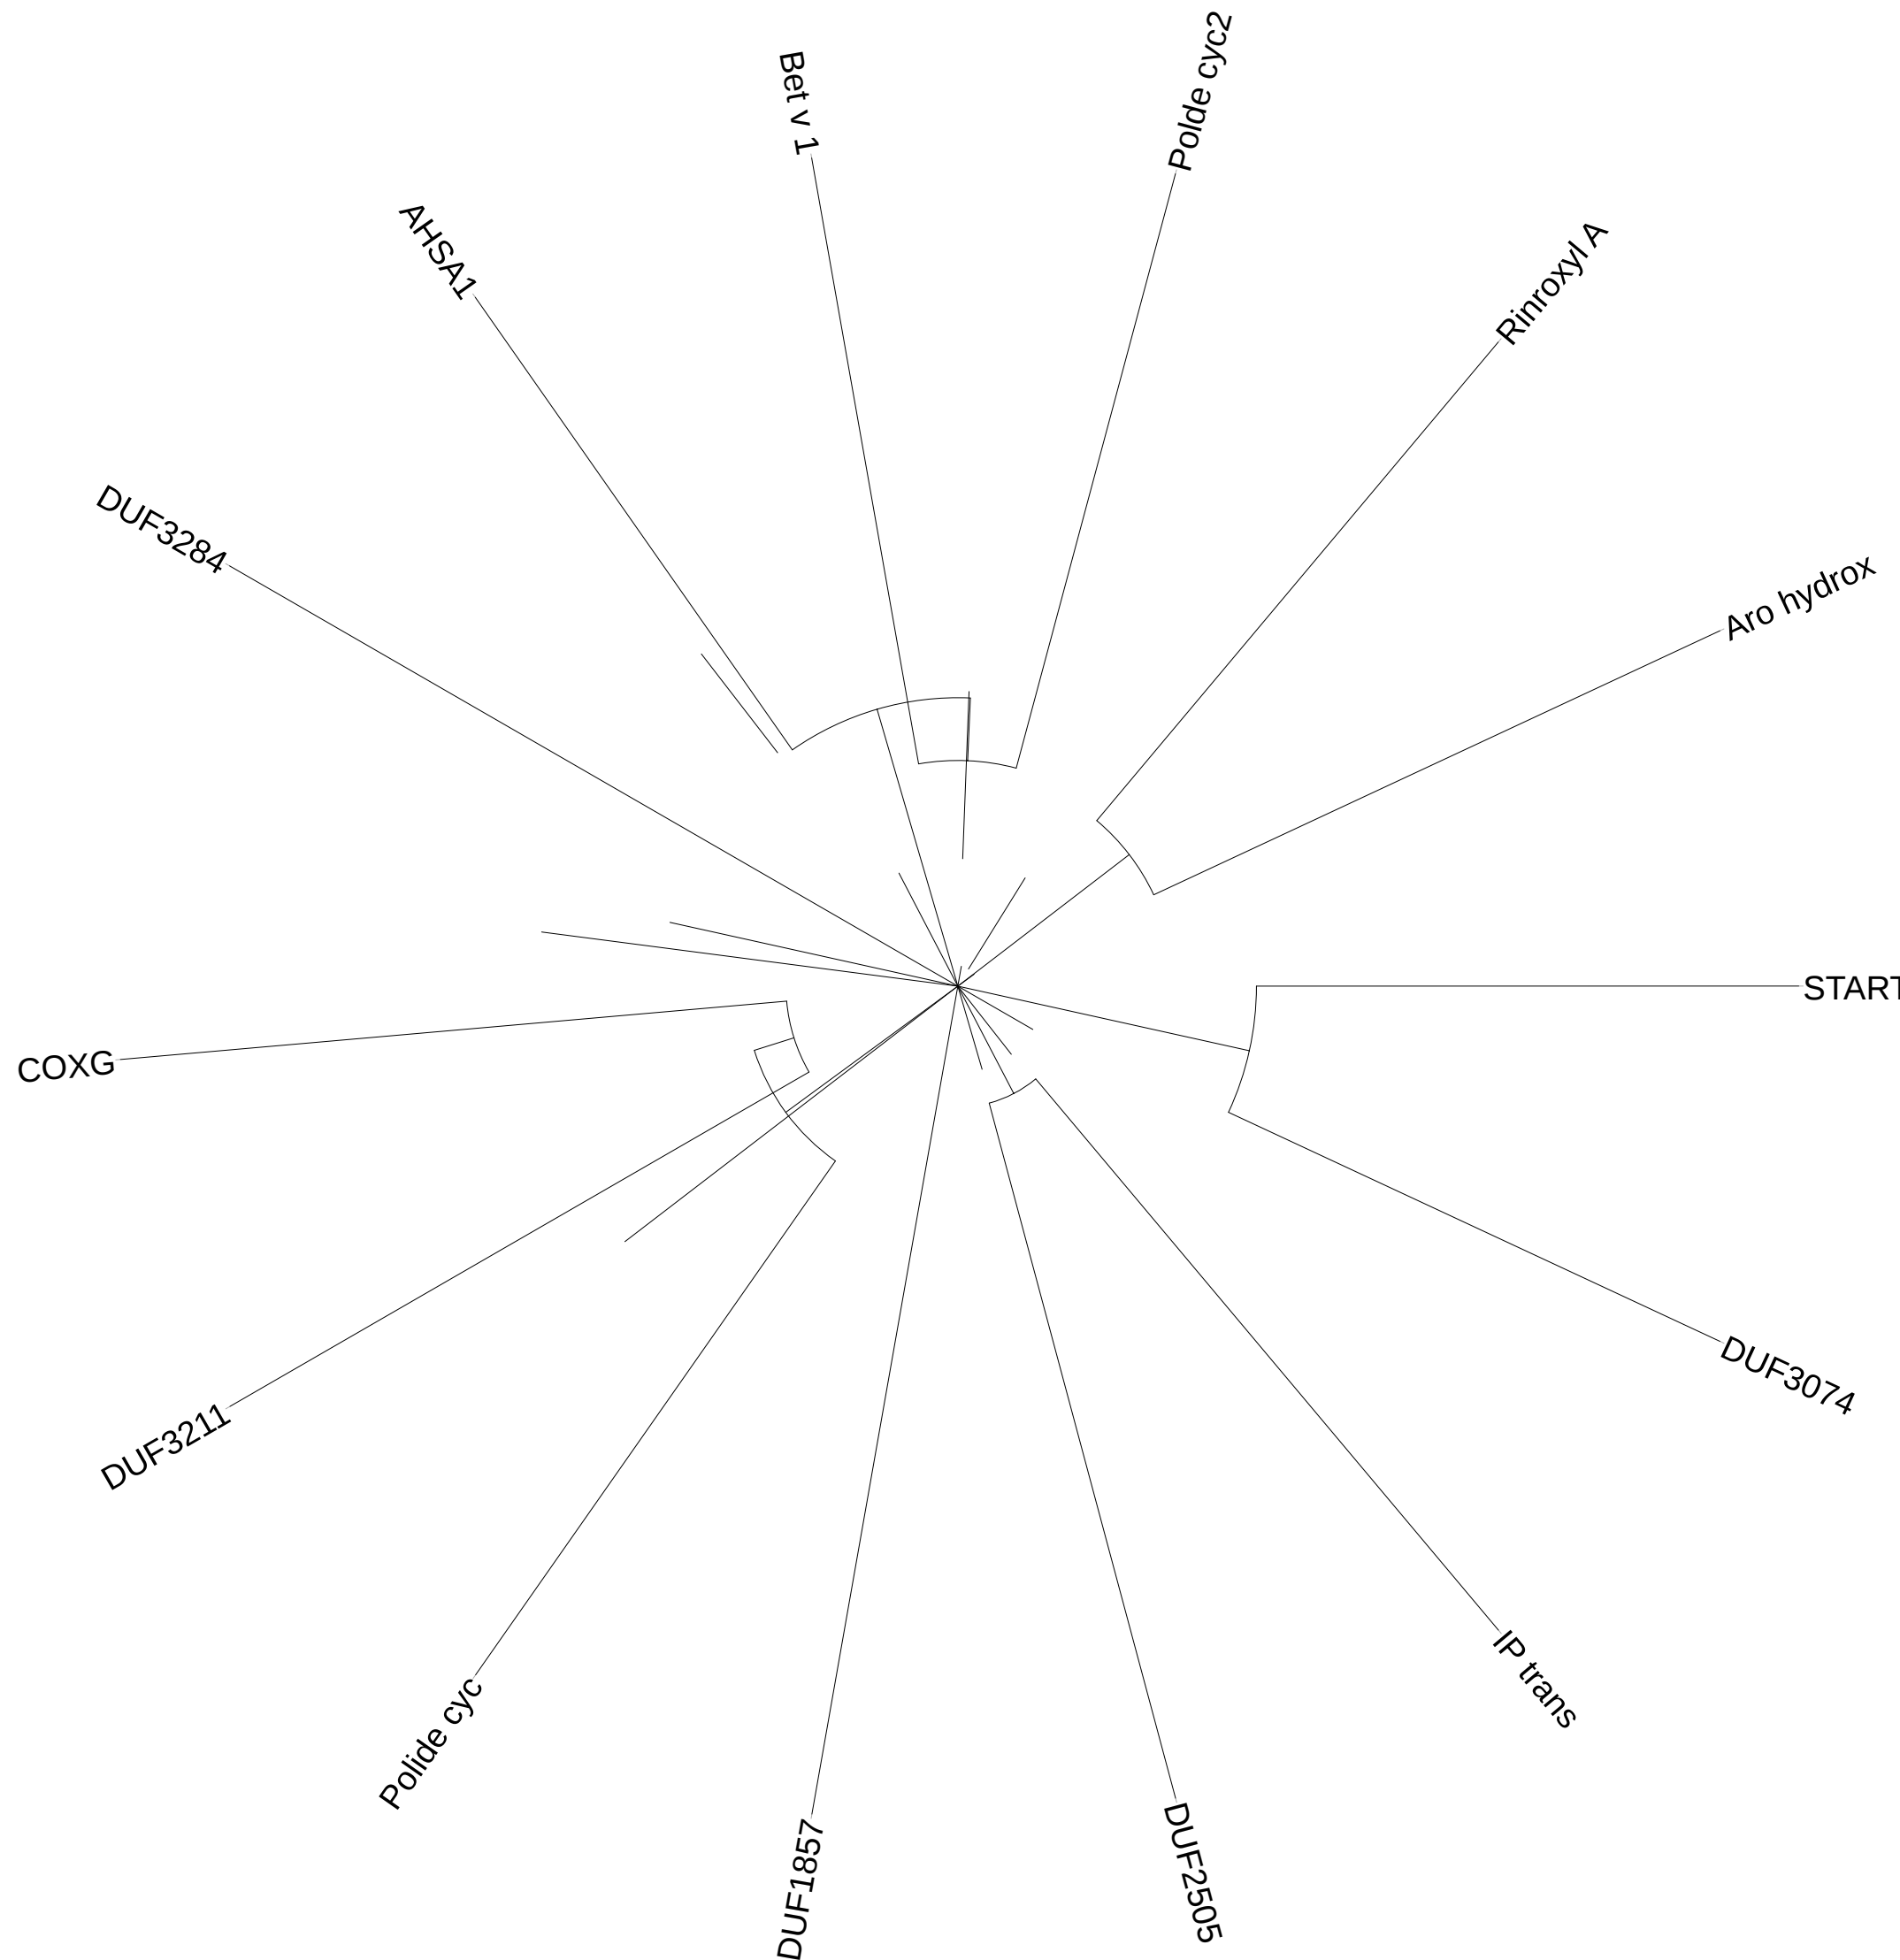 Polde cyc2
Bet v 1
AHSA1
Rinroxyl A
DUF3284
Aro hydrox
START
COXG
DUF3074
DUF3211
IP trans
Polide cyc
DUF2505
DUF1857